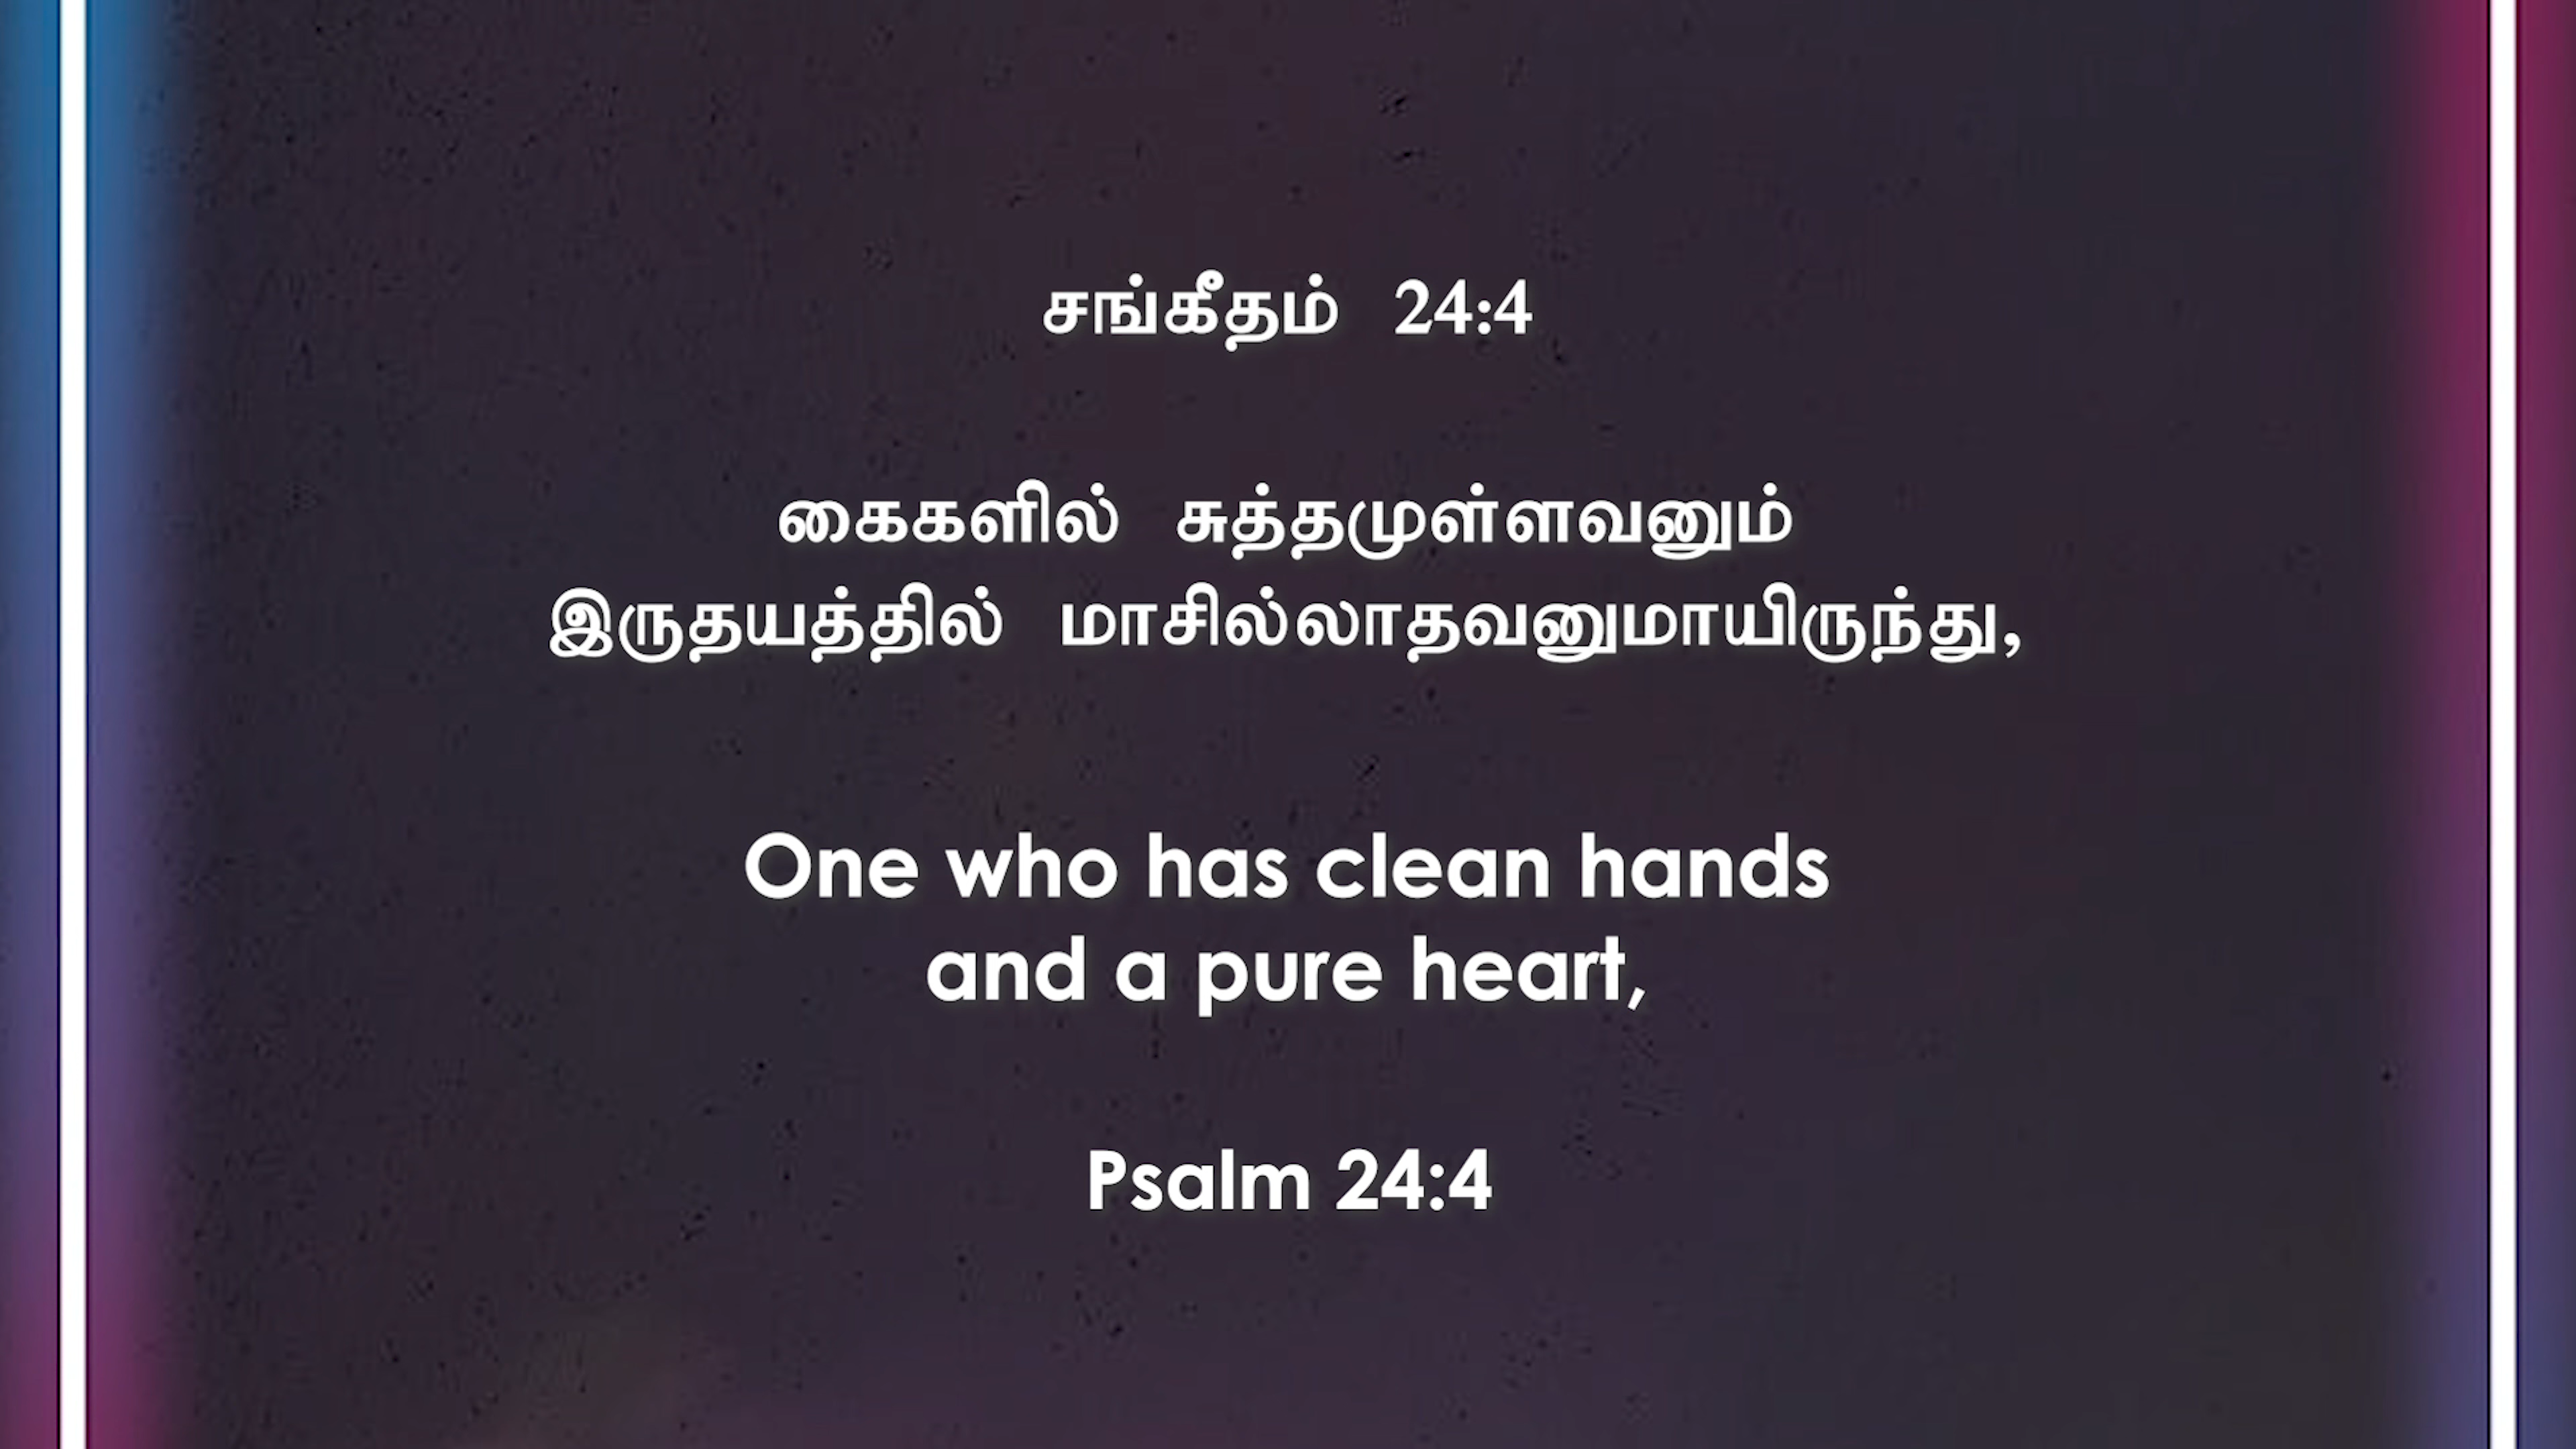 சங்கீதம் 24:4
கைகளில் சுத்தமுள்ளவனும்
இருதயத்தில் மாசில்லாதவனுமாயிருந்து,
One who has clean hands
and a pure heart,
Psalm 24:4